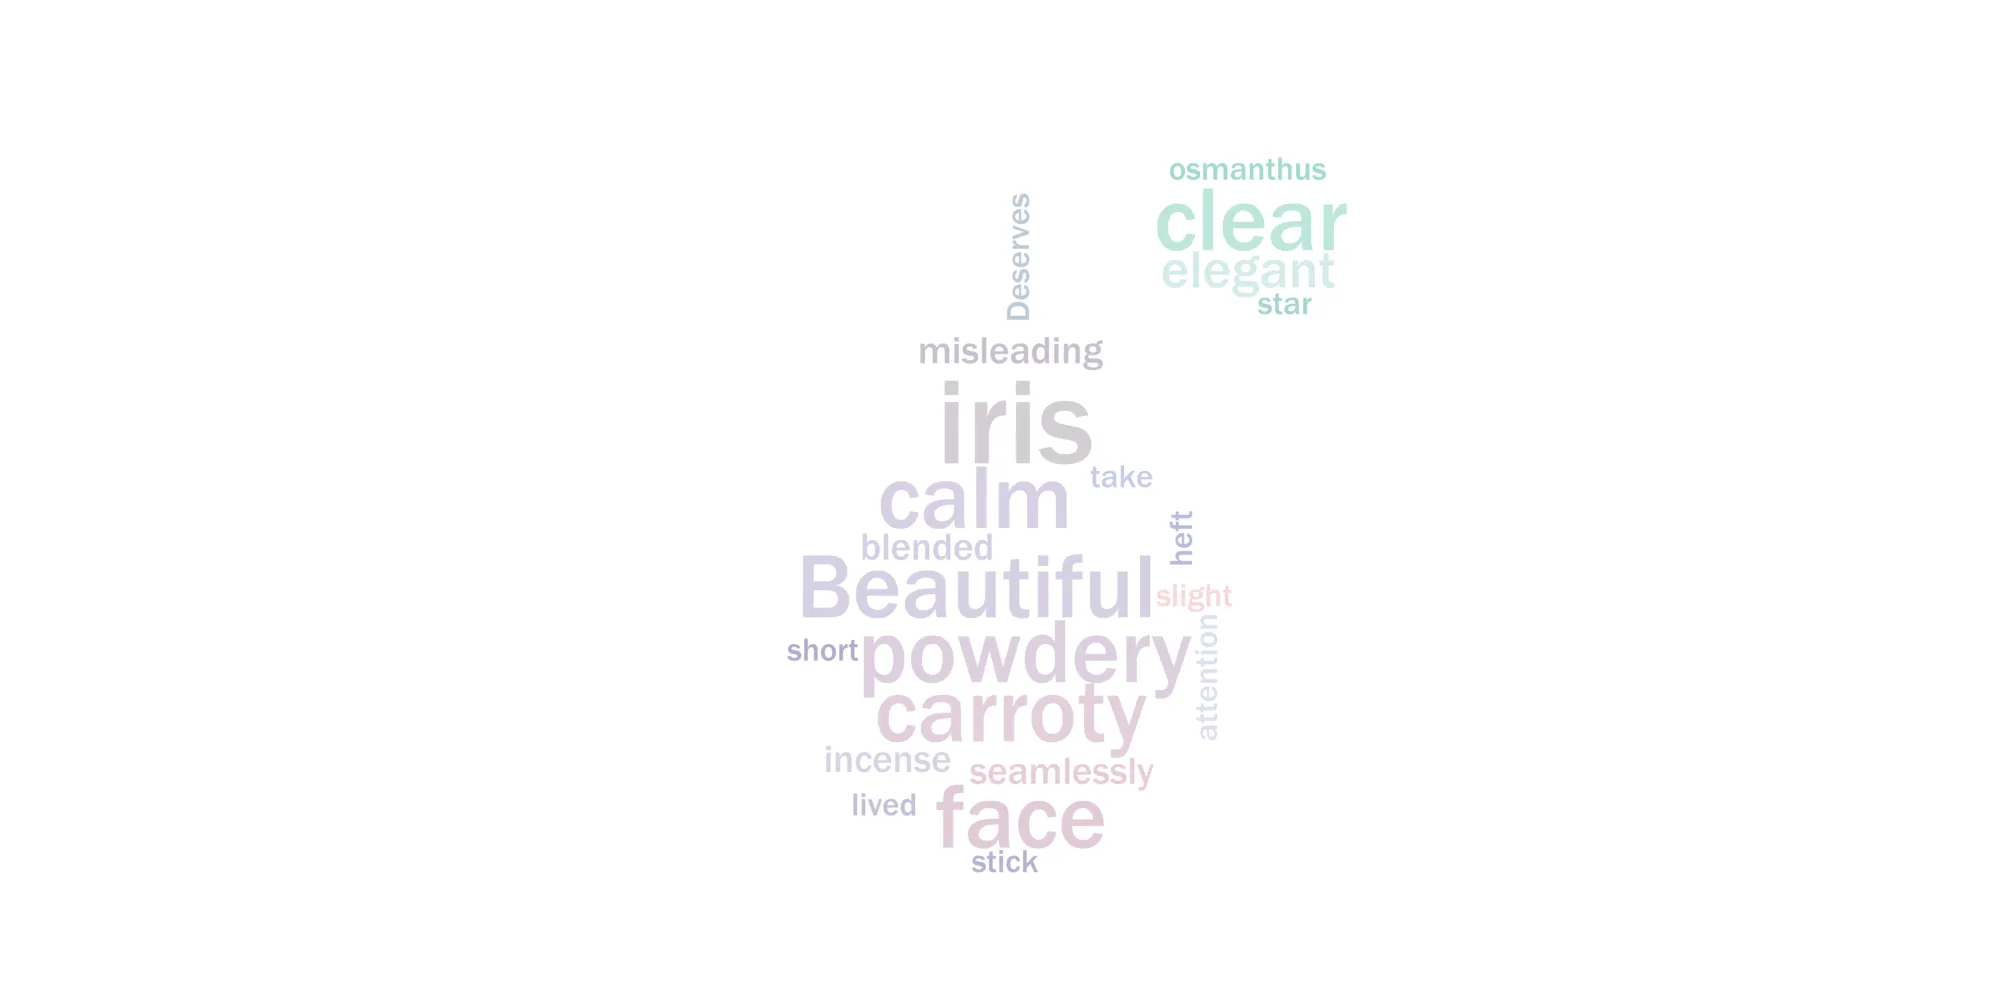 osmanthus
clear
elegant
star
Deserves
misleading
iris
calm
take
blended
heft
Beautiful
slight
short
powdery
attention
carroty
incense
seamlessly
lived
face
stick